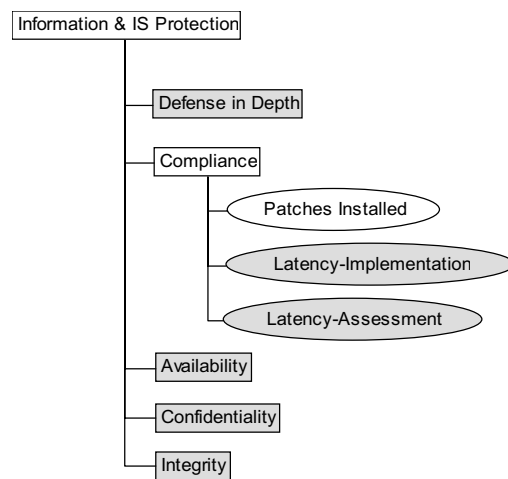 Information & IS Protection
Defense in Depth
Compliance
Patches Installed
Latency-Implementation
Latency-Assessment
Availability
Confidentiality
Integrity